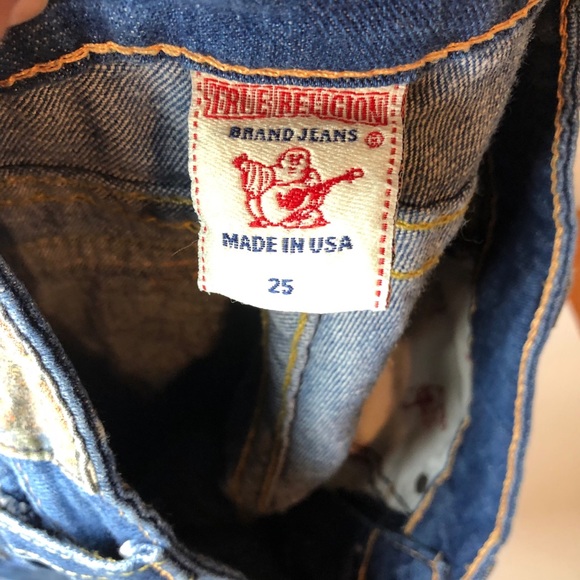 TRUE RELIGION
BRAND JEANS ®
MADE IN USA
25